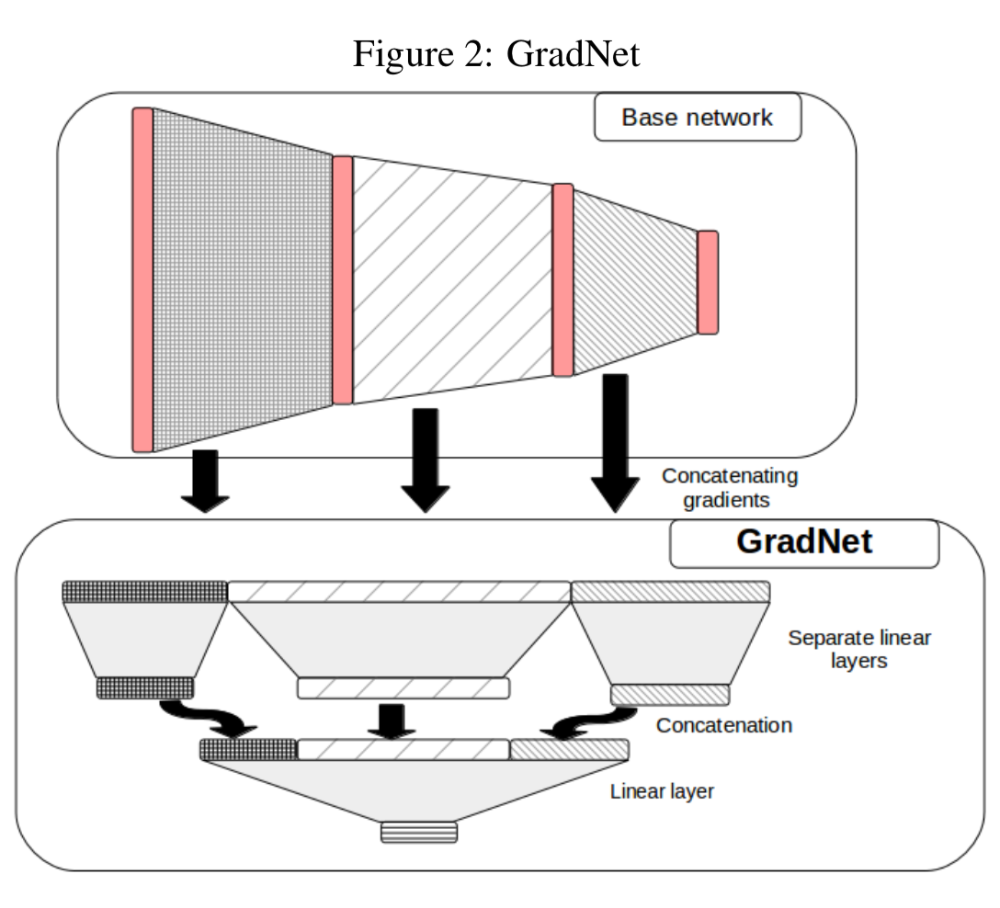 Figure 2: GradNet
Base network
Concatenating
gradients
GradNet
Separate linear
layers
Concatenation
Linear layer